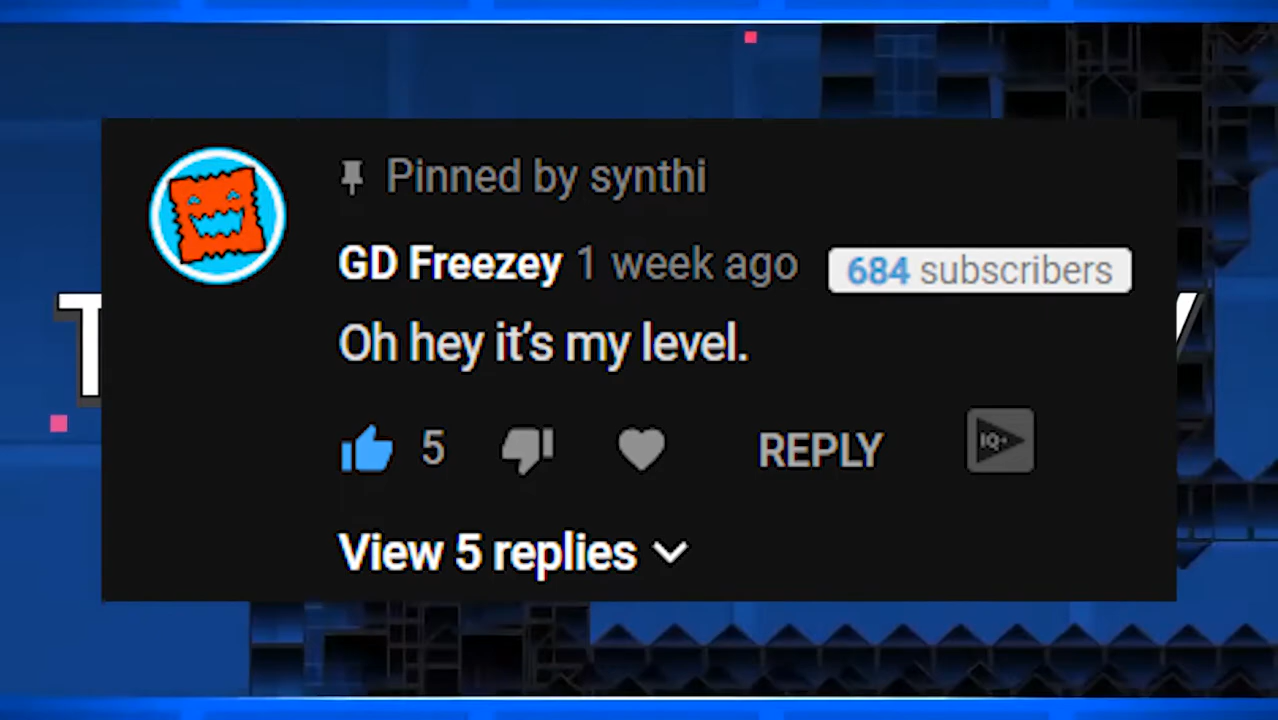 Pinned by synthi
GD Freezey 1 week ago 684 subscribers
Oh hey it's my level.
5 REPLY IQ+
View 5 replies